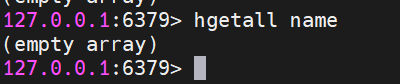 (empty array)
127.0.0.1:6379> hgetall name
(empty array)
127.0.0.1:6379>